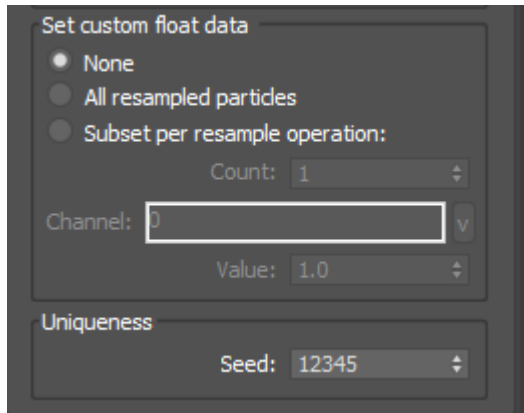 Set custom float data
None
All resampled particles
Subset per resample operation:
Count: 1
Channel: 0 v
Value: 1.0
Uniqueness
Seed: 12345